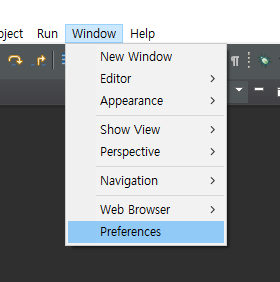 oject Run Window Help
New Window
Editor
Appearance
Show View
Perspective
Navigation
Web Browser
Preferences